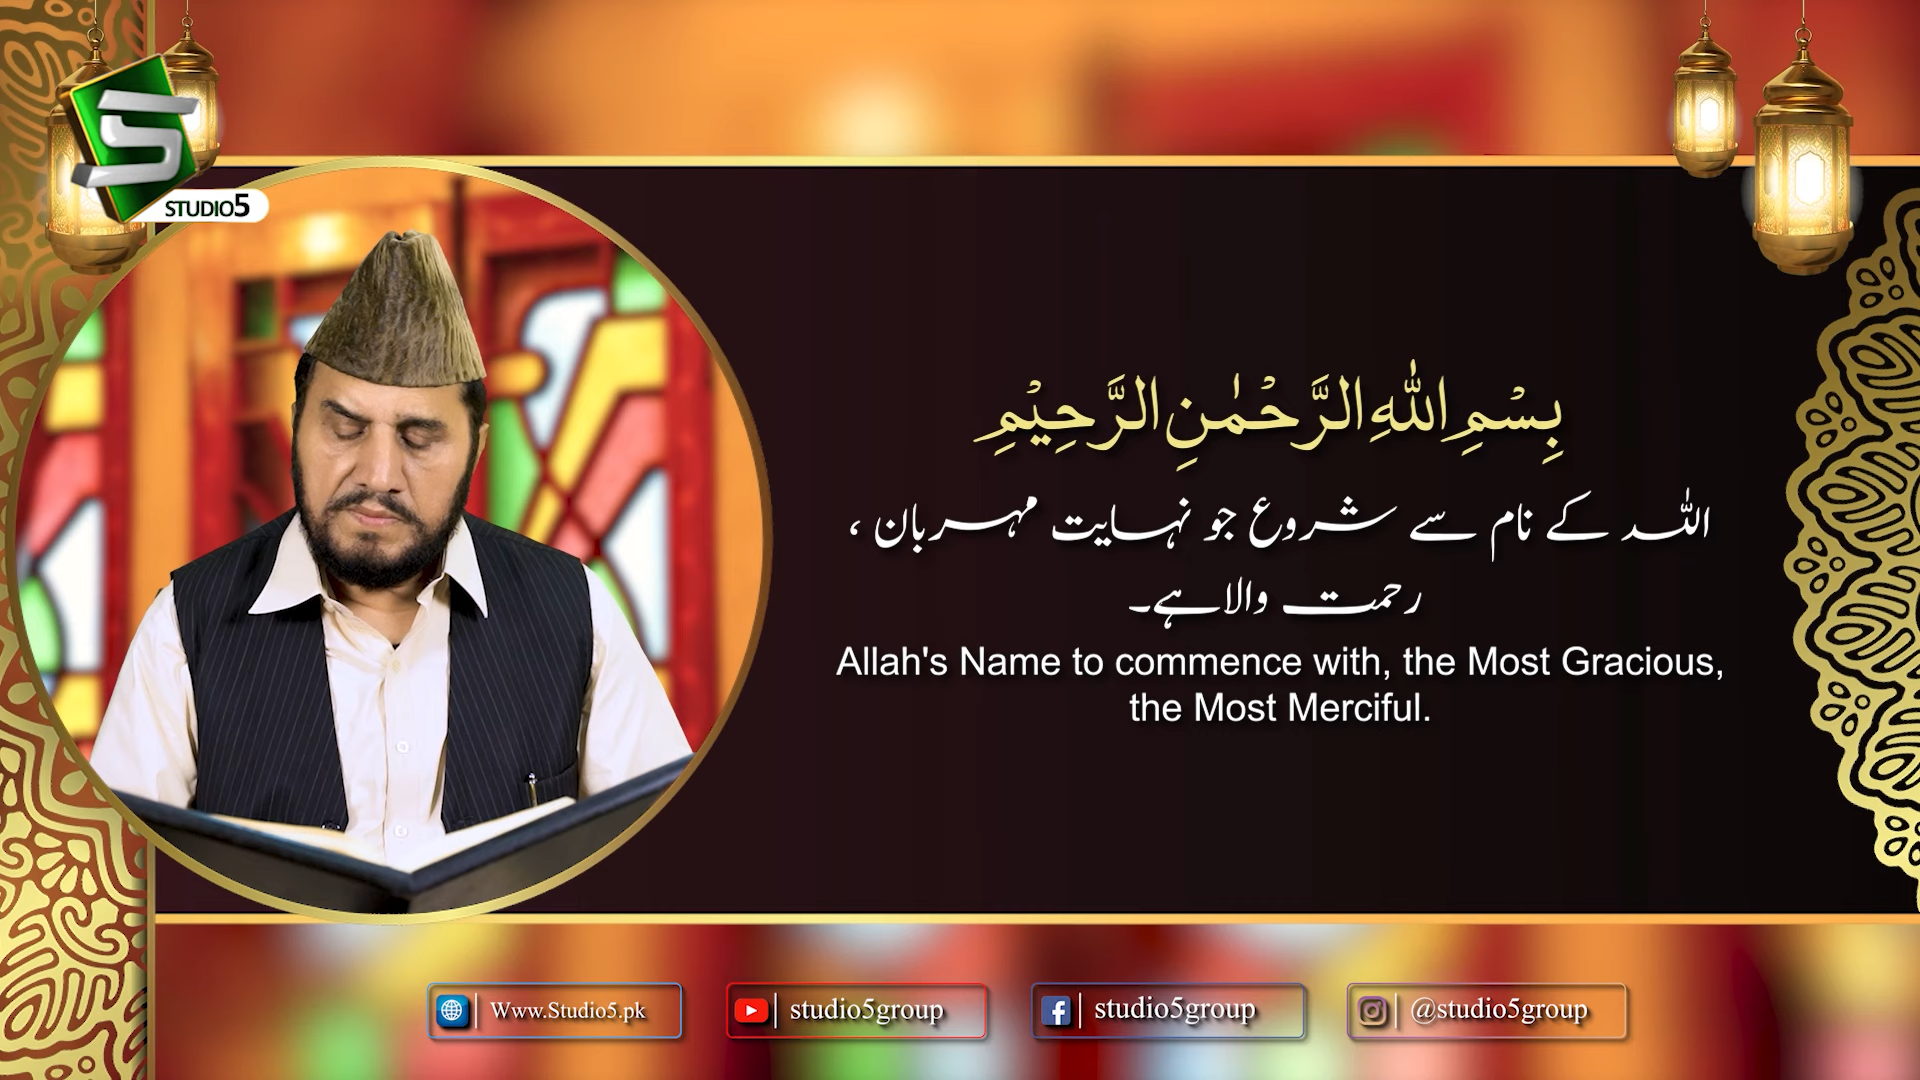 STUDIO5
بِسْمِ اللّٰهِ الرَّحْمٰنِ الرَّحِیْمِ
اللہ کے نام سے شروع جو نہایت مہربان ،
رحمت والا ہے۔
Allah's Name to commence with, the Most Gracious,
the Most Merciful.
Www.Studio5.pk
studio5group
studio5group
@studio5group